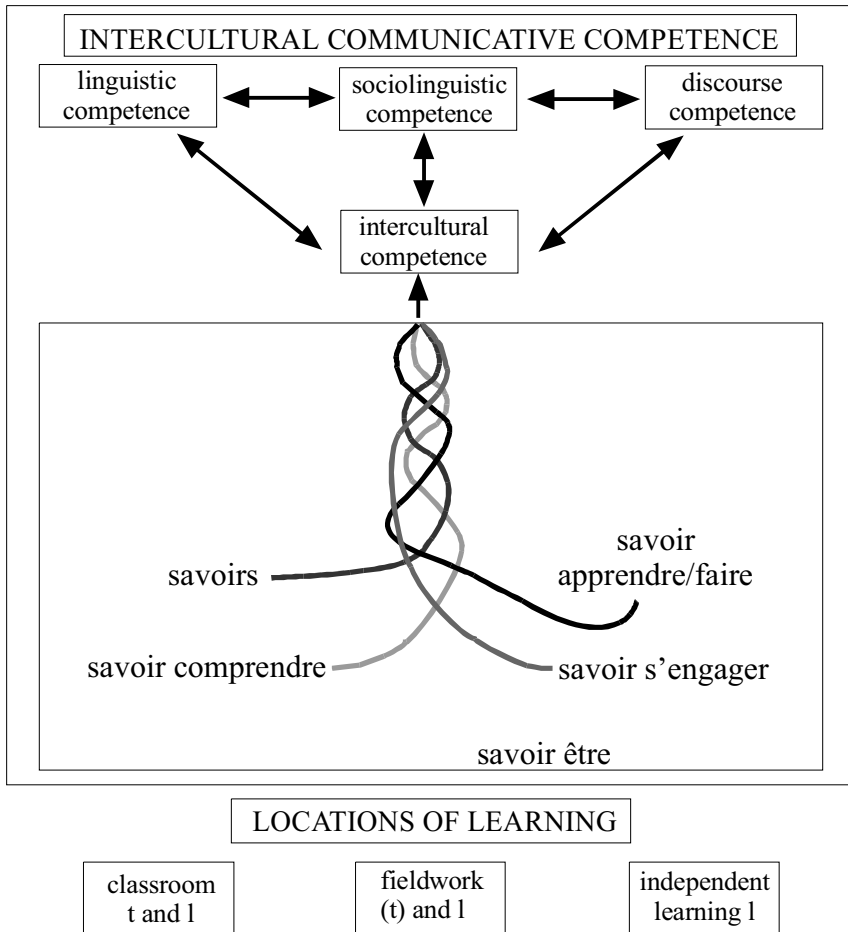 INTERCULTURAL COMMUNICATIVE COMPETENCE
linguistic
competence
sociolinguistic
competence
discourse
competence
intercultural
competence
savoirs
savoir
apprendre/faire
savoir comprendre
savoir s’engager
savoir être
LOCATIONS OF LEARNING
classroom
t and l
fieldwork
(t) and l
independent
learning l